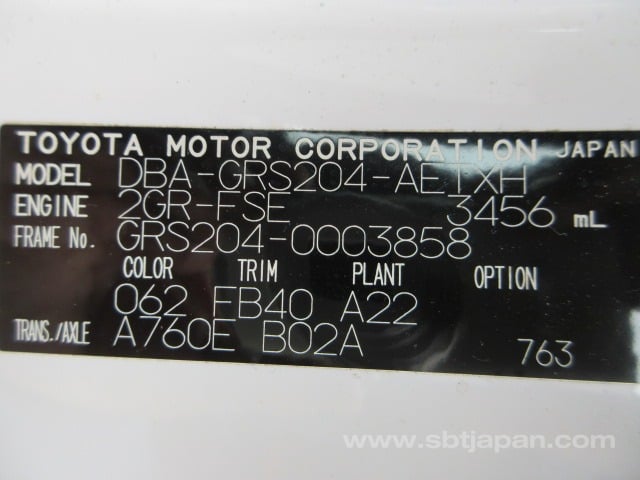 TOYOTA MOTOR CORPORATION JAPAN
MODEL DBA-GRS204-AETXH
ENGINE 2GR-FSE 3456 mL
FRAME No. GRS204-0003858
COLOR TRIM PLANT OPTION
062 FB40 A22
TRANS./AXLE A760E B02A 763
www.sbtjapan.com